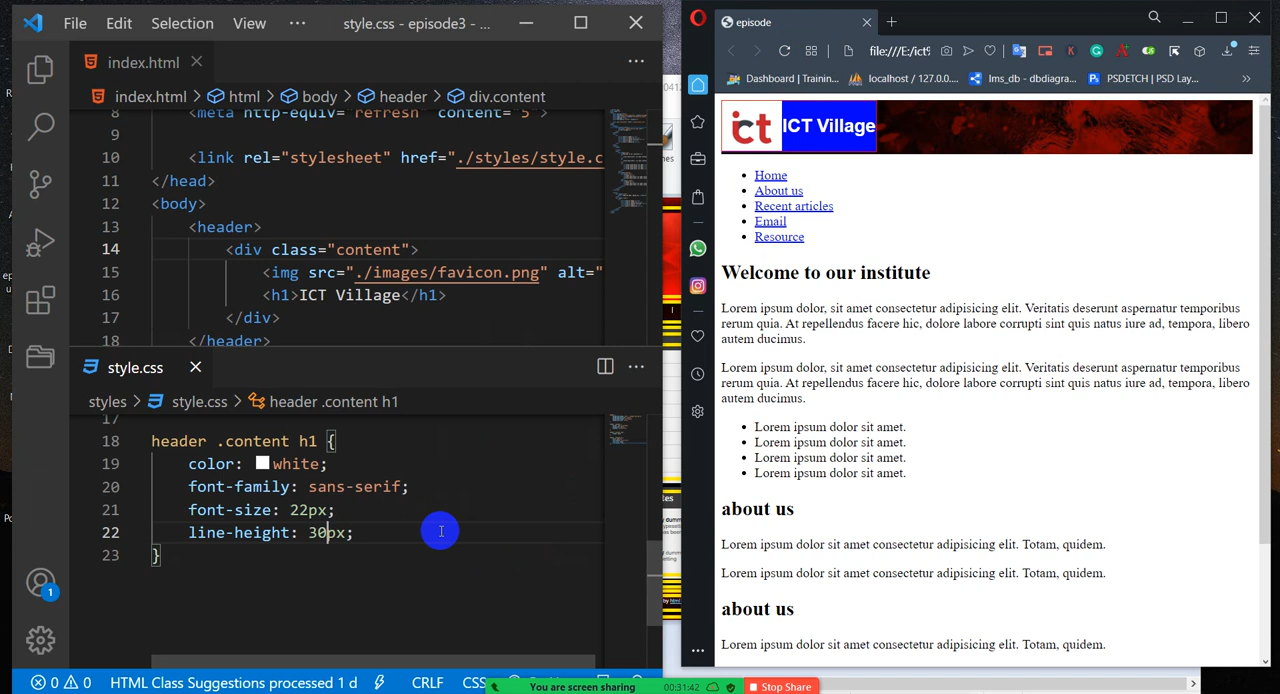 File Edit Selection View ··· style.css - episode3 - ...
index.html
index.html > html > body > header > div.content
8 <meta http-equiv="refresh" content="5">
9
10 <link rel="stylesheet" href="./styles/style.c
11 </head>
12 <body>
13 <header>
14 <div class="content">
15 <img src="./images/favicon.png" alt="
16 <h1>ICT Village</h1>
17 </div>
18 </header>
style.css
styles > style.css > header .content h1
17
18 header .content h1 {
19 color: white;
20 font-family: sans-serif;
21 font-size: 22px;
22 line-height: 30px;
23 }
1
0 0 HTML Class Suggestions processed 1 d CRLF CSS
You are screen sharing 00:31:42 Stop Share
episode
file:///E:/ict
Dashboard | Trainin... localhost / 127.0.0.... lms_db - dbdiagra... PSDETCH | PSD Lay...
ict ICT Village
Home
About us
Recent articles
Email
Resource
Welcome to our institute
Lorem ipsum dolor, sit amet consectetur adipisicing elit. Veritatis deserunt aspernatur temporibus
rerum quia. At repellendus facere hic, dolore labore corrupti sint quis natus iure ad, tempora, libero
autem ducimus.
Lorem ipsum dolor, sit amet consectetur adipisicing elit. Veritatis deserunt aspernatur temporibus
rerum quia. At repellendus facere hic, dolore labore corrupti sint quis natus iure ad, tempora, libero
autem ducimus.
Lorem ipsum dolor sit amet.
Lorem ipsum dolor sit amet.
Lorem ipsum dolor sit amet.
Lorem ipsum dolor sit amet.
about us
Lorem ipsum dolor sit amet consectetur adipisicing elit. Totam, quidem.
Lorem ipsum dolor sit amet consectetur adipisicing elit. Totam, quidem.
about us
Lorem ipsum dolor sit amet consectetur adipisicing elit. Totam, quidem.